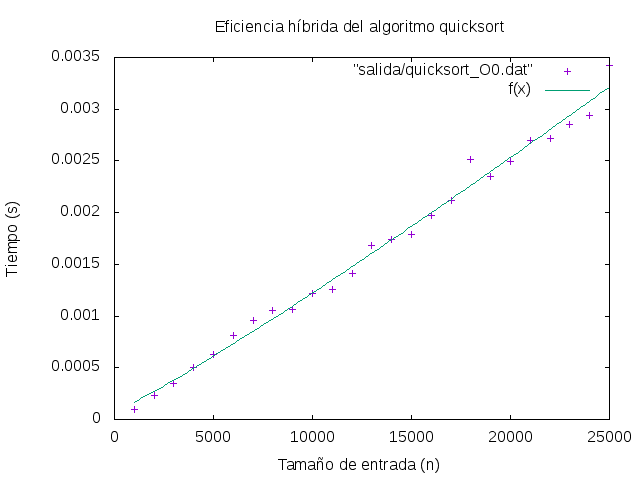 Eficiencia híbrida del algoritmo quicksort
0.0035
0.003
0.0025
0.002
0.0015
0.001
0.0005
0
Tiempo (s)
"salida/quicksort_O0.dat"
f(x)
0 5000 10000 15000 20000 25000
Tamaño de entrada (n)